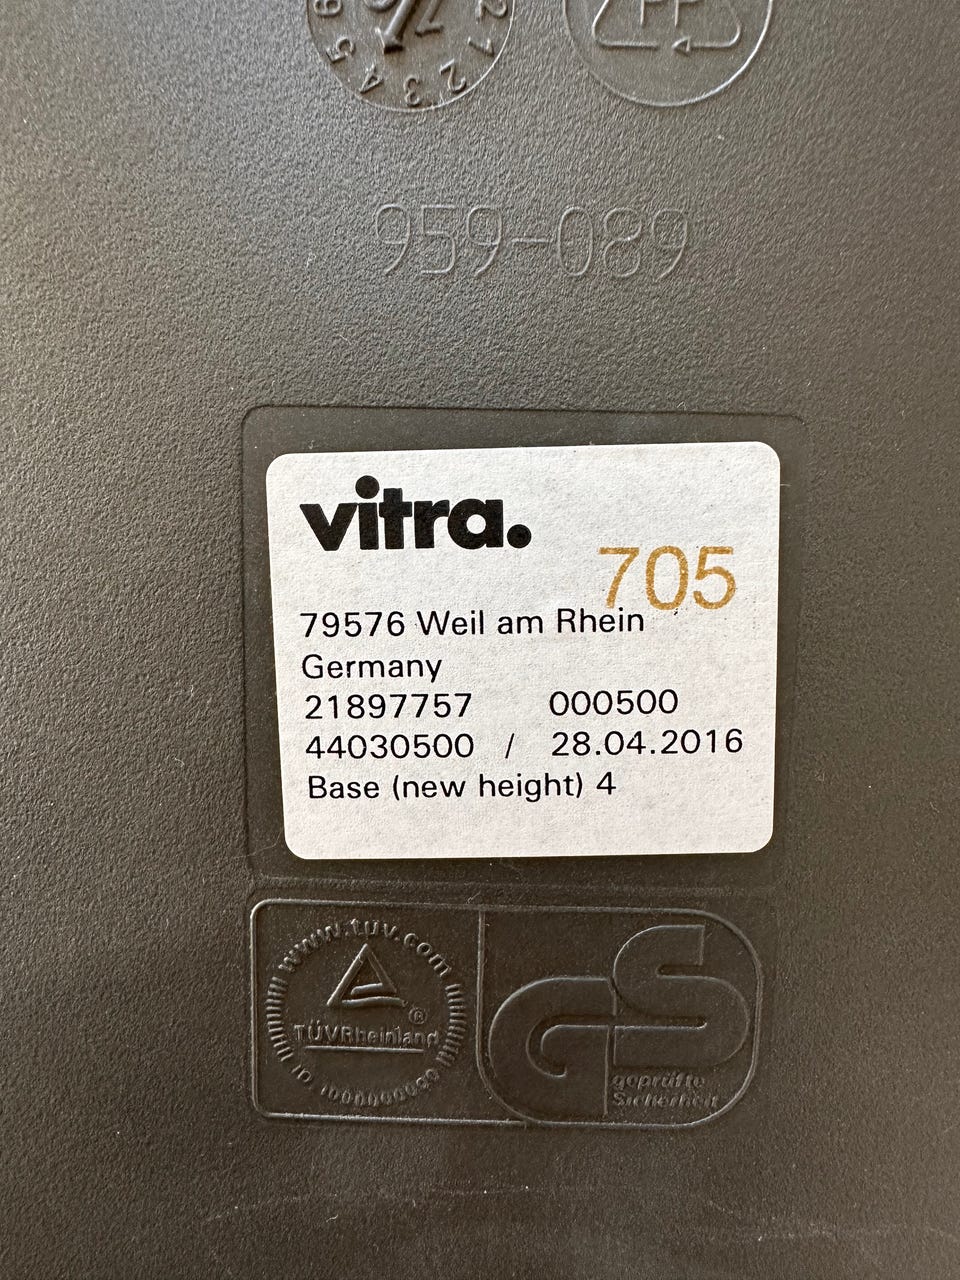 PP
959-089
vitra.
705
79576 Weil am Rhein
Germany
21897757 000500
44030500 / 28.04.2016
Base (new height) 4
www.tuv.com
TÜVRheinland®
geprüfte
Sicherheit
GS